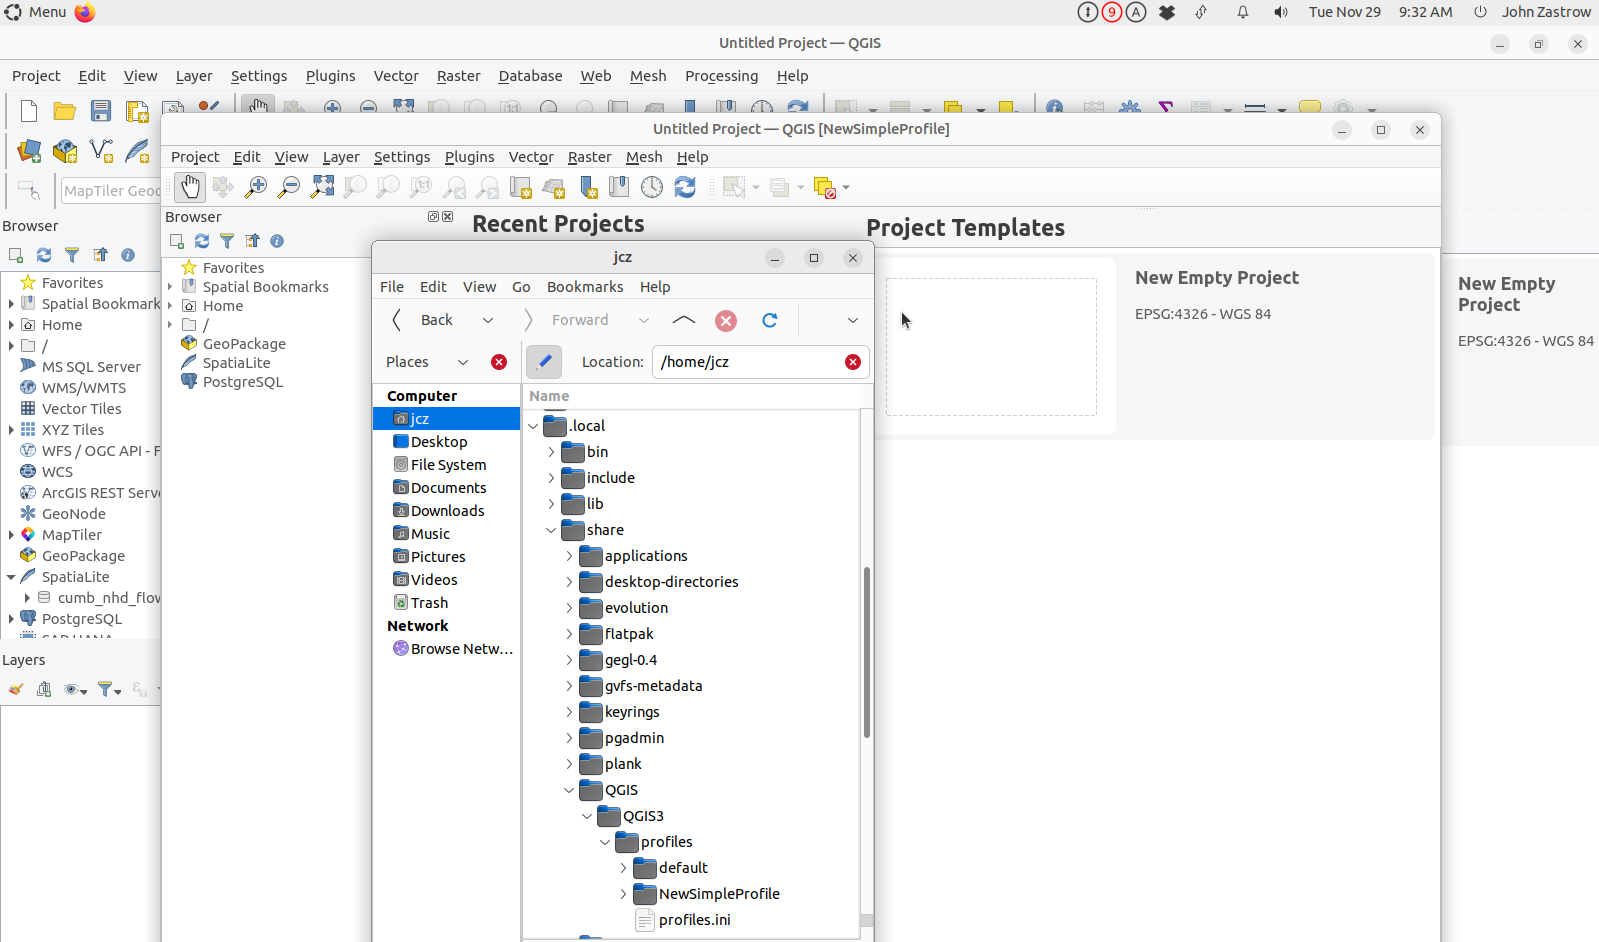 Menu 9 A Tue Nov 29 9:32 AM John Zastrow
Untitled Project — QGIS
Project Edit View Layer Settings Plugins Vector Raster Database Web Mesh Processing Help
Untitled Project — QGIS [NewSimpleProfile]
Project Edit View Layer Settings Plugins Vector Raster Mesh Help
MapTiler Geoc
Browser
Favorites
Spatial Bookmark
Home
/
MS SQL Server
WMS/WMTS
Vector Tiles
XYZ Tiles
WFS / OGC API - F
WCS
ArcGIS REST Serve
GeoNode
MapTiler
GeoPackage
SpatiaLite
cumb_nhd_flow
PostgreSQL
SAP HANA
Layers
Browser
Favorites
Spatial Bookmarks
Home
/
GeoPackage
SpatiaLite
PostgreSQL
Recent Projects
Project Templates
New Empty Project
EPSG:4326 - WGS 84
New Empty
Project
EPSG:4326 - WGS 84
jcz
File Edit View Go Bookmarks Help
Back Forward
Places Location: /home/jcz
Computer
jcz
Desktop
File System
Documents
Downloads
Music
Pictures
Videos
Trash
Network
Browse Netw...
Name
.local
bin
include
lib
share
applications
desktop-directories
evolution
flatpak
gegl-0.4
gvfs-metadata
keyrings
pgadmin
plank
QGIS
QGIS3
profiles
default
NewSimpleProfile
profiles.ini